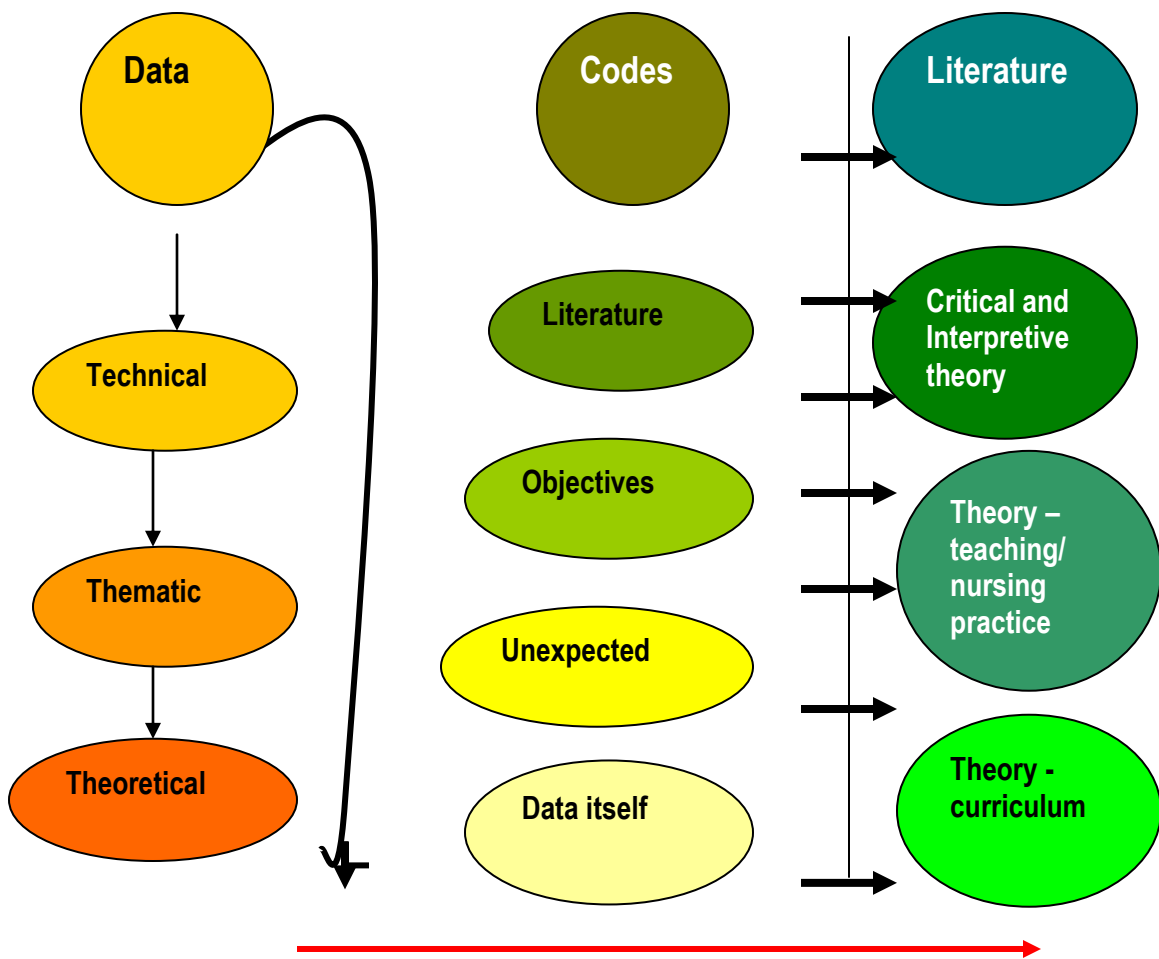 Data
Technical
Thematic
Theoretical
Codes
Literature
Objectives
Unexpected
Data itself
Literature
Critical and
Interpretive
theory
Theory –
teaching/
nursing
practice
Theory -
curriculum